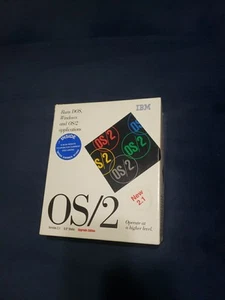 Runs DOS,
Windows
and OS/2
applications
IBM
OS/2
OS/2
S/2
OS/2
New
2.1
OS/2
Operate at
a higher level.